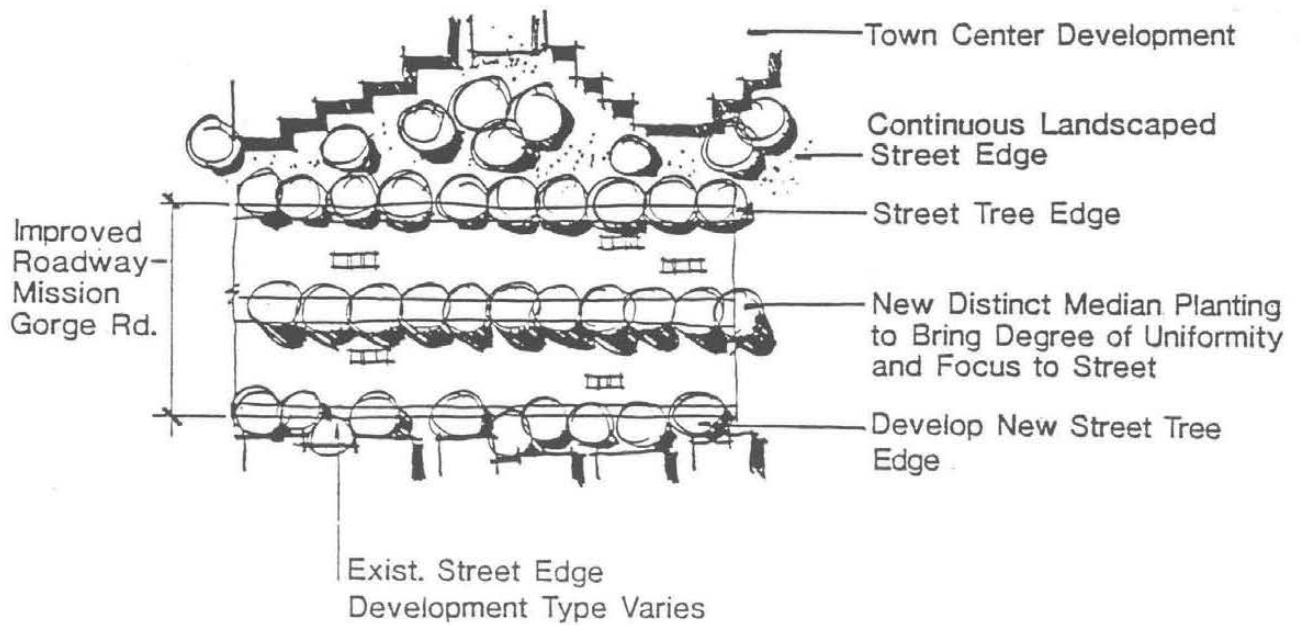 Town Center Development
Continuous Landscaped
Street Edge
Street Tree Edge
Improved
Roadway-
Mission
Gorge Rd.
New Distinct Median Planting
to Bring Degree of Uniformity
and Focus to Street
Develop New Street Tree
Edge
Exist. Street Edge
Development Type Varies